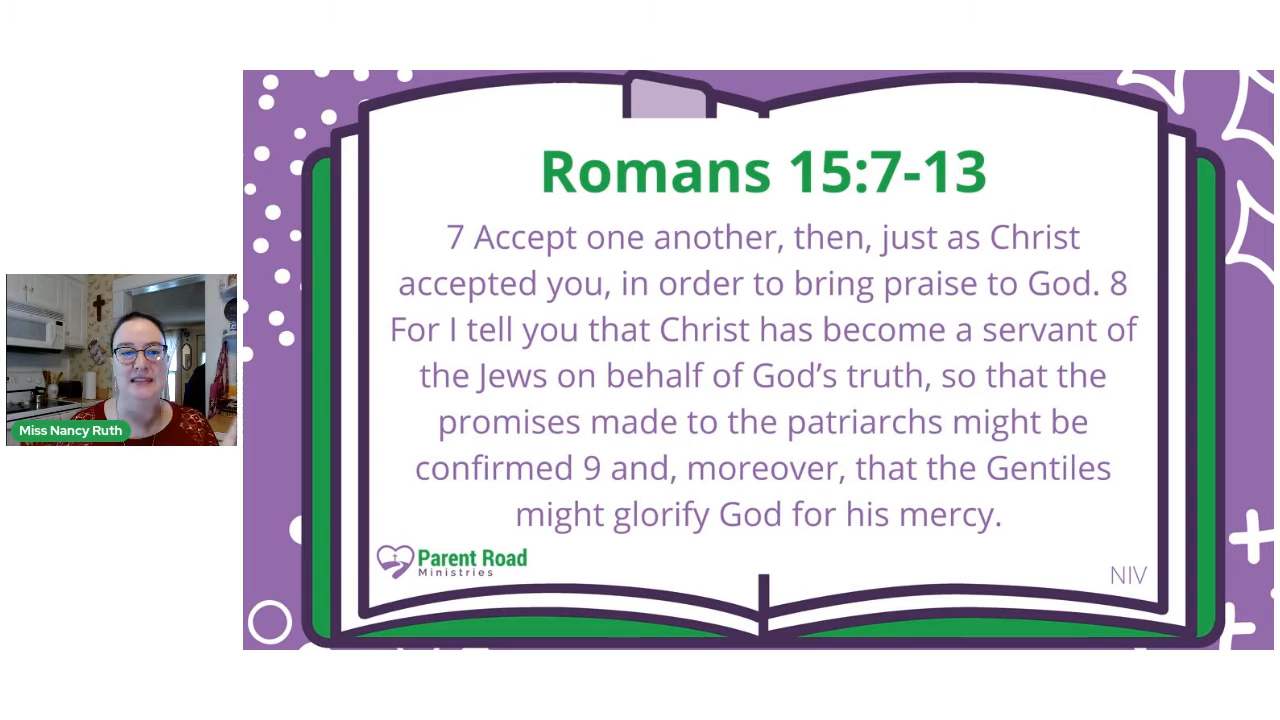 Romans 15:7-13
7 Accept one another, then, just as Christ
accepted you, in order to bring praise to God. 8
For I tell you that Christ has become a servant of
the Jews on behalf of God’s truth, so that the
promises made to the patriarchs might be
confirmed 9 and, moreover, that the Gentiles
might glorify God for his mercy.
Parent Road
Ministries
NIV
Miss Nancy Ruth